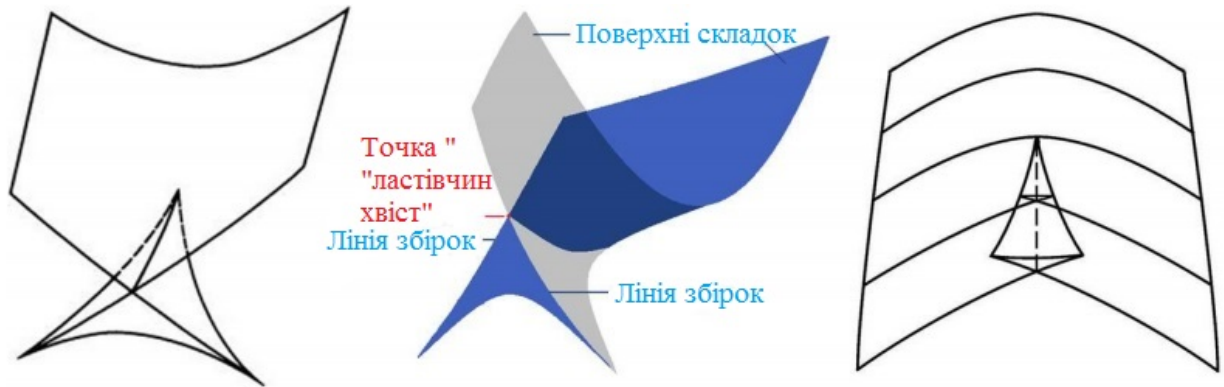 Поверхні складок
Точка "
"ластівчин
хвіст"
Лінія збірок
Лінія збірок